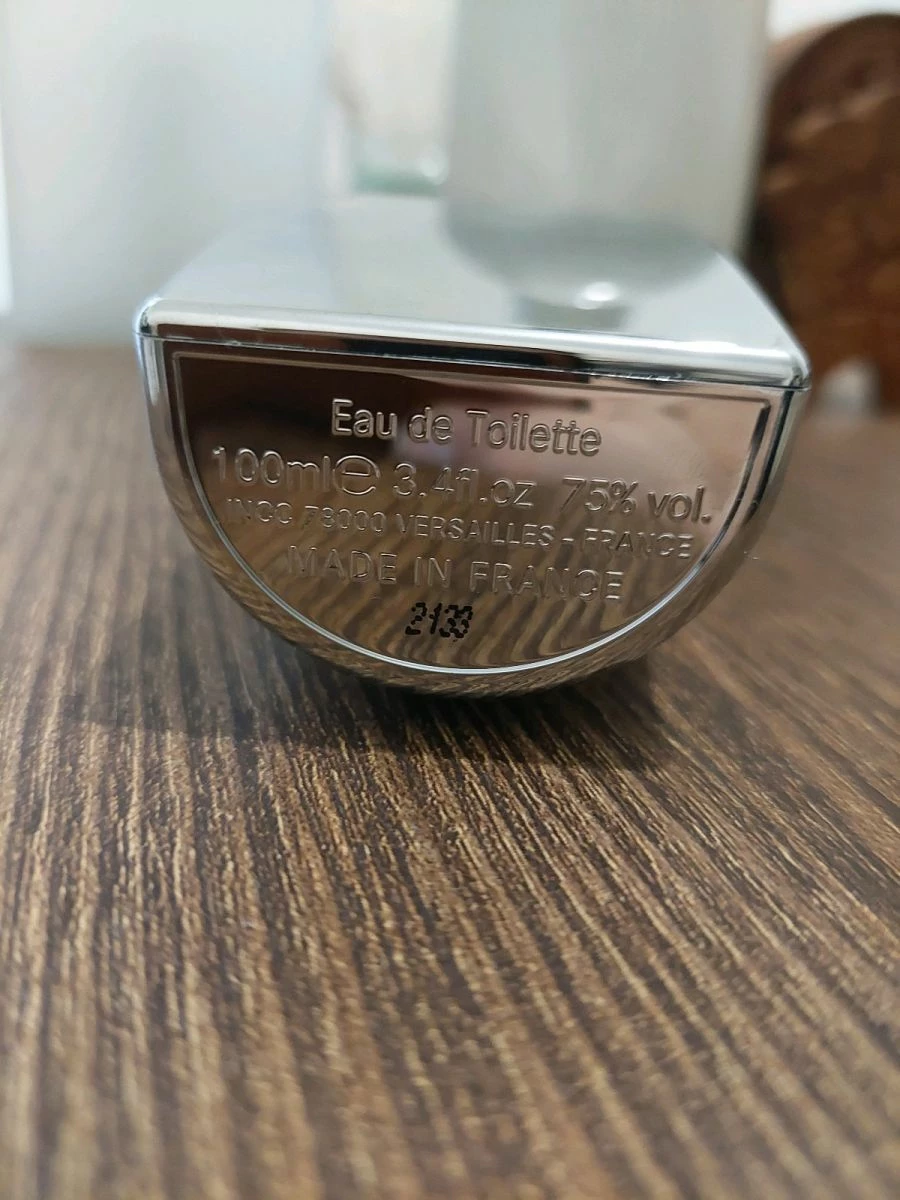 Eau de Toilette
100ml℮ 3.4fl.oz 75% vol.
INCC 78000 VERSAILLES - FRANCE
MADE IN FRANCE
2133